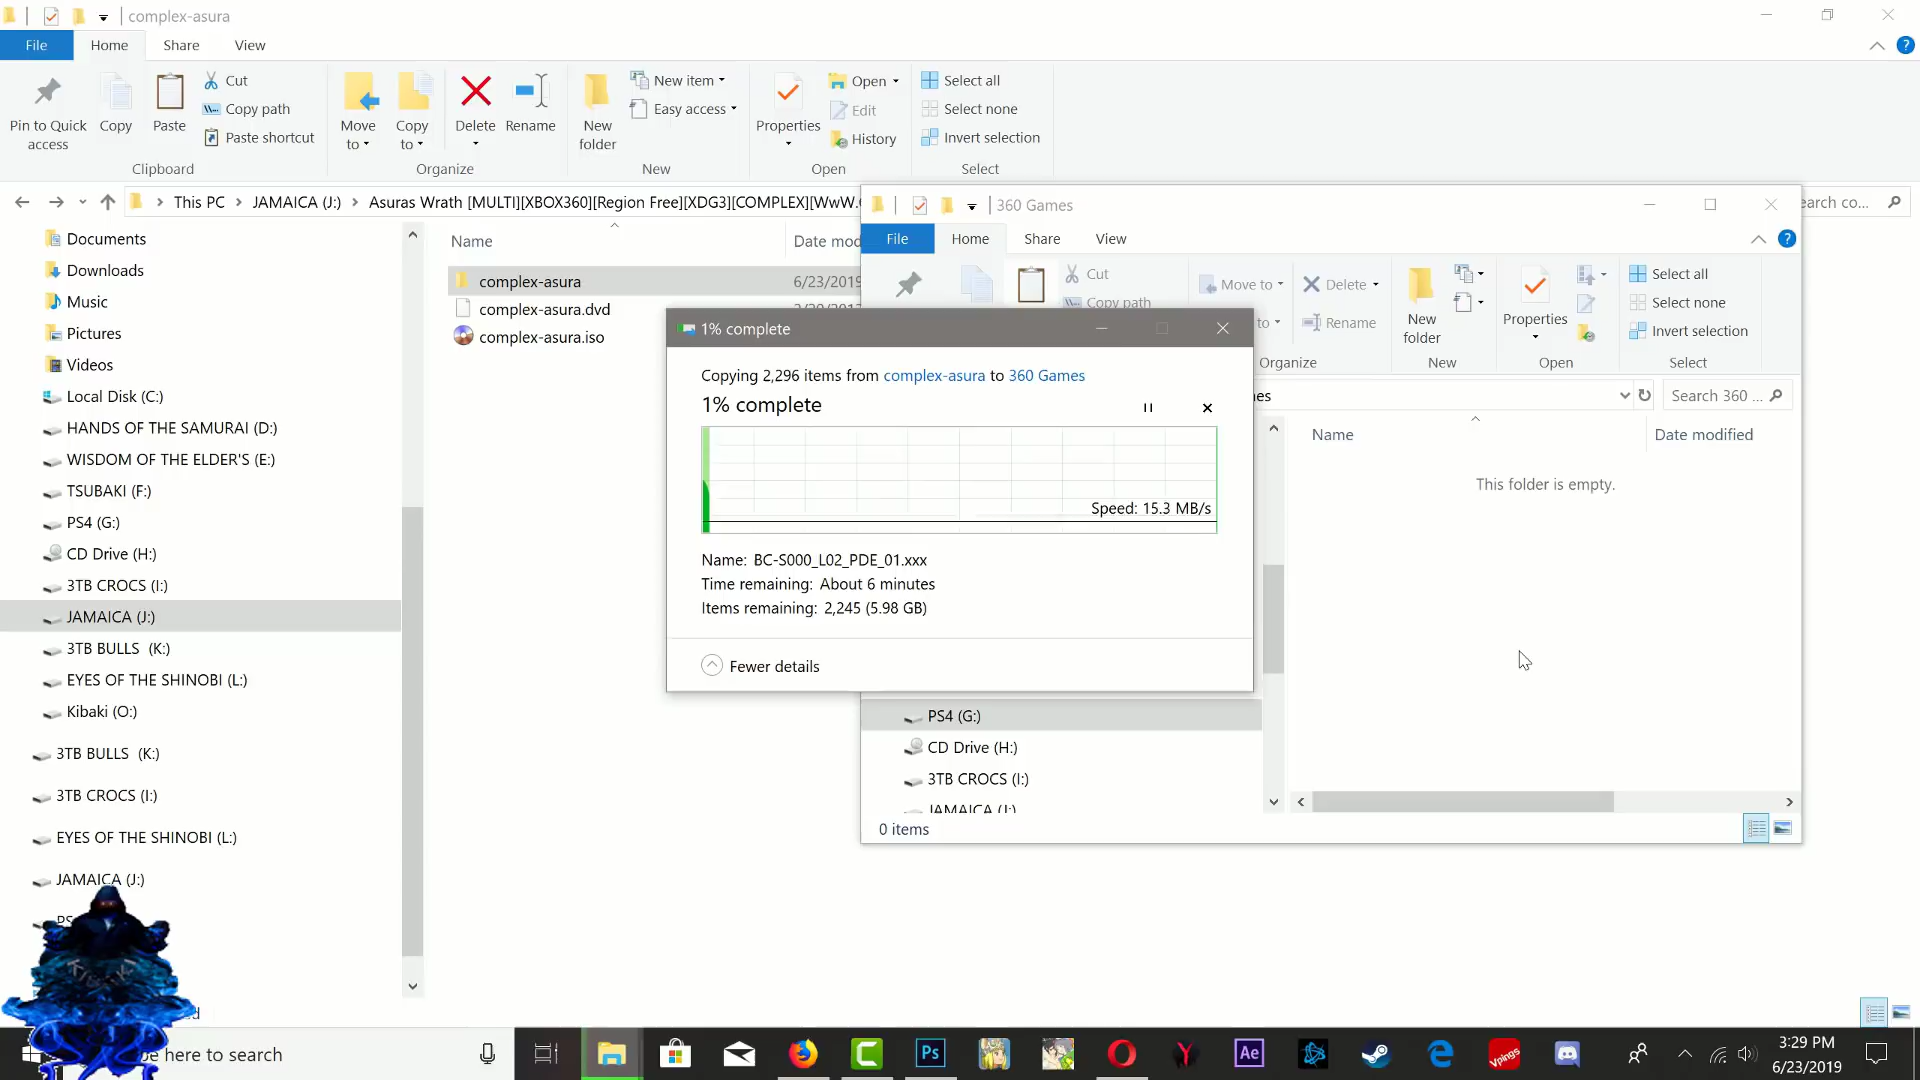 complex-asura
File Home Share View
Pin to Quick access
Copy
Paste
Cut
Copy path
Paste shortcut
Clipboard
Move to
Copy to
Delete
Rename
Organize
New folder
New item
Easy access
New
Properties
Open
Edit
History
Open
Select all
Select none
Invert selection
Select
This PC JAMAICA (J:) Asuras Wrath [MULTI][XBOX360][Region Free][XDG3][COMPLEX][WwW.
earch co...
Documents
Downloads
Music
Pictures
Videos
Local Disk (C:)
HANDS OF THE SAMURAI (D:)
WISDOM OF THE ELDER'S (E:)
TSUBAKI (F:)
PS4 (G:)
CD Drive (H:)
3TB CROCS (I:)
JAMAICA (J:)
3TB BULLS (K:)
EYES OF THE SHINOBI (L:)
Kibaki (O:)
3TB BULLS (K:)
3TB CROCS (I:)
EYES OF THE SHINOBI (L:)
JAMAICA (J:)
Name Date mod
complex-asura 6/23/2019
complex-asura.dvd
complex-asura.iso
360 Games
File Home Share View
Cut
Copy path
Move to
Delete
Rename
Organize
New folder
New
Properties
Open
Select all
Select none
Invert selection
Select
Search 360 ...
Name Date modified
This folder is empty.
PS4 (G:)
CD Drive (H:)
3TB CROCS (I:)
JAMAICA (J:)
0 items
1% complete
Copying 2,296 items from complex-asura to 360 Games
1% complete
Speed: 15.3 MB/s
Name: BC-S000_L02_PDE_01.xxx
Time remaining: About 6 minutes
Items remaining: 2,245 (5.98 GB)
Fewer details
here to search
Ps
Ae
Vpings
3:29 PM
6/23/2019